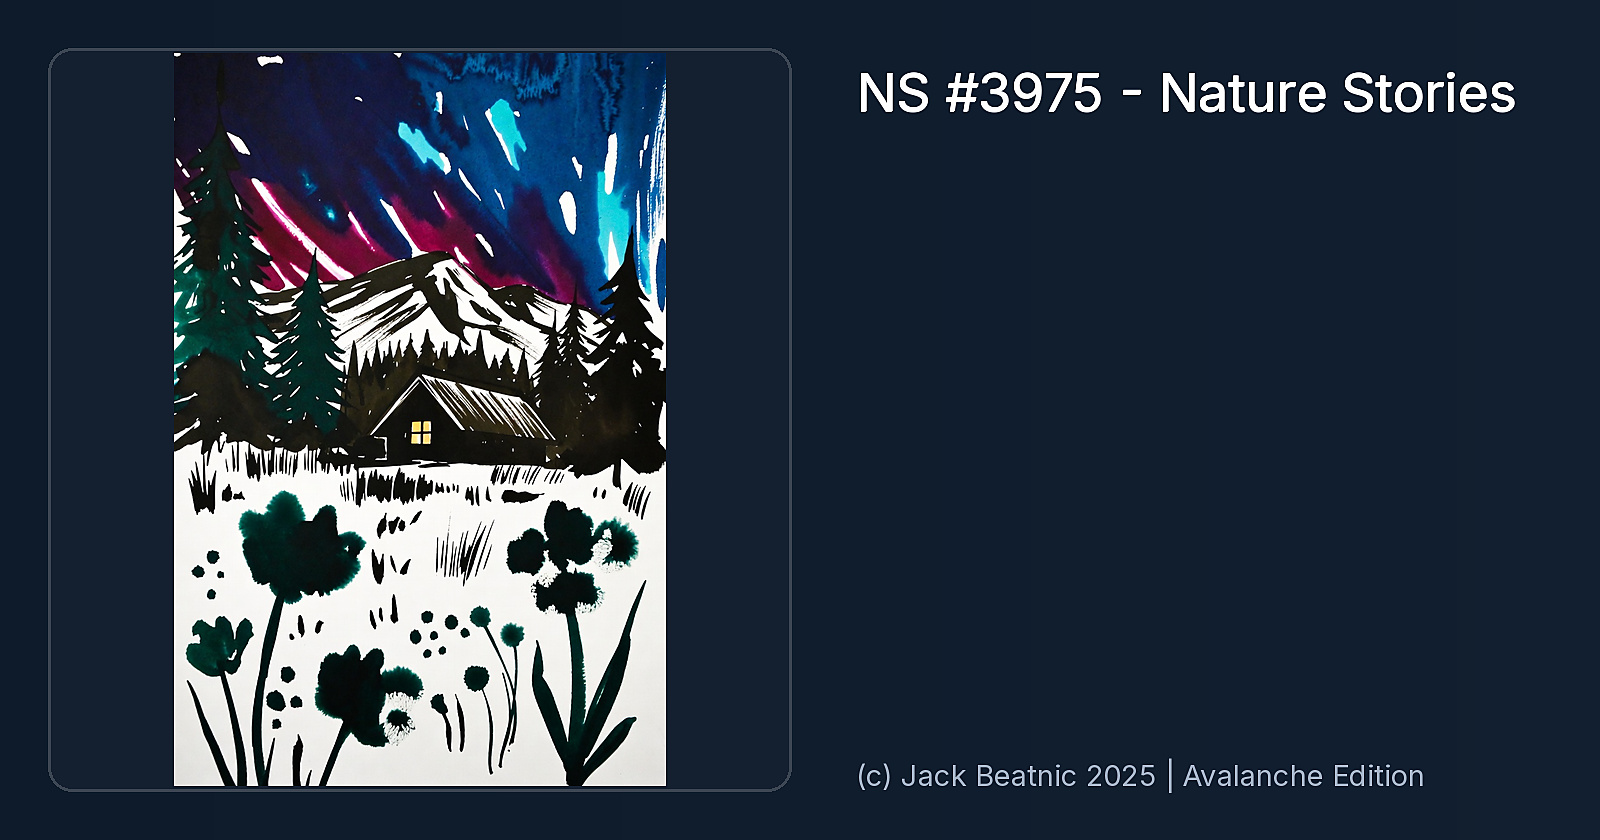 NS #3975 - Nature Stories
(c) Jack Beatnic 2025 | Avalanche Edition